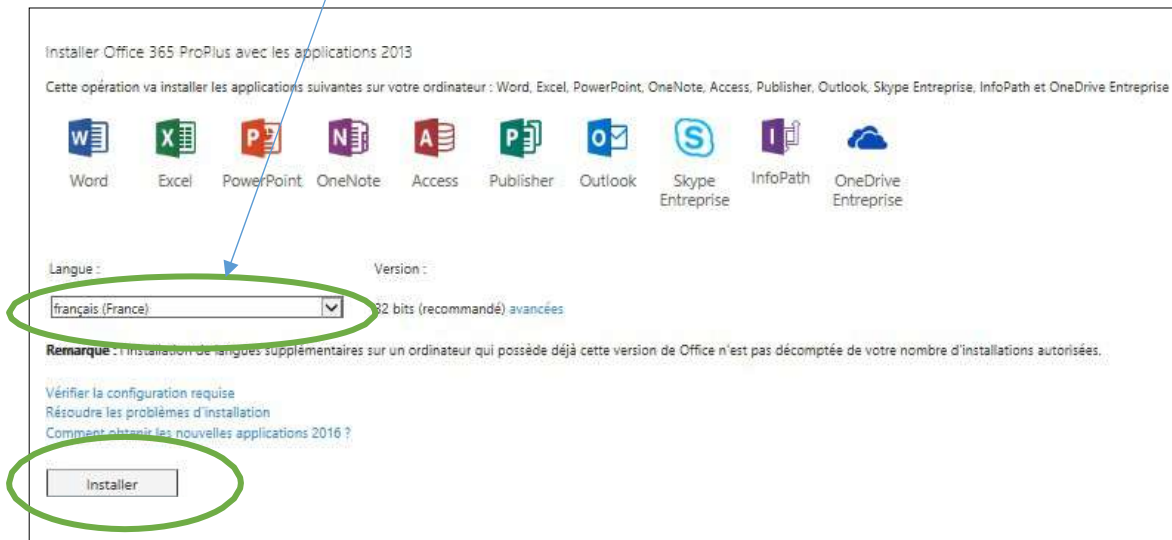 Installer Office 365 ProPlus avec les applications 2013
Cette opération va installer les applications suivantes sur votre ordinateur : Word, Excel, PowerPoint, OneNote, Access, Publisher, Outlook, Skype Entreprise, InfoPath et OneDrive Entreprise
Word Excel PowerPoint OneNote Access Publisher Outlook Skype Entreprise InfoPath OneDrive Entreprise
Langue : Version :
français (France) 32 bits (recommandé) avancées
Remarque : l'installation de langues supplémentaires sur un ordinateur qui possède déjà cette version de Office n'est pas décomptée de votre nombre d'installations autorisées.
Vérifier la configuration requise
Résoudre les problèmes d'installation
Comment obtenir les nouvelles applications 2016 ?
Installer